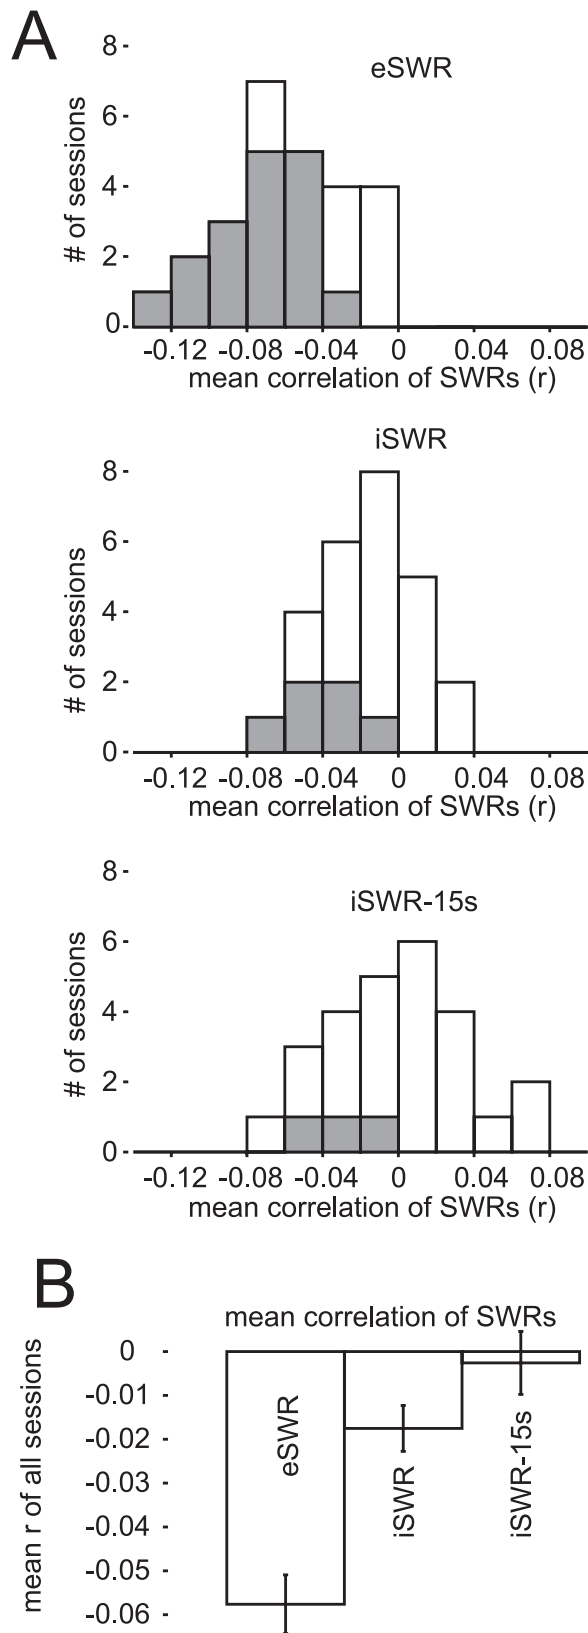 A
eSWR
# of sessions
8
6
4
2
0
-0.12 -0.08 -0.04 0 0.04 0.08
mean correlation of SWRs (r)
iSWR
# of sessions
8
6
4
2
0
-0.12 -0.08 -0.04 0 0.04 0.08
mean correlation of SWRs (r)
iSWR-15s
# of sessions
8
6
4
2
0
-0.12 -0.08 -0.04 0 0.04 0.08
mean correlation of SWRs (r)
B
mean correlation of SWRs
mean r of all sessions
0
-0.01
-0.02
-0.03
-0.04
-0.05
-0.06
eSWR
iSWR
iSWR-15s